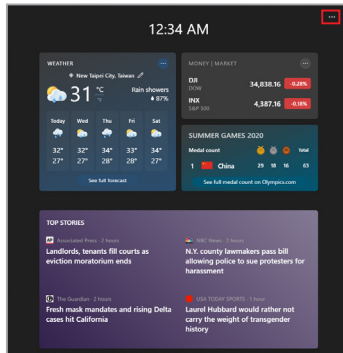 12:34 AM
WEATHER
New Taipei City, Taiwan
31 °C
°F
Rain showers
87%
Today Wed Thu Fri Sat
32° 32° 34° 33° 34°
27° 27° 28° 28° 27°
See full forecast
MONEY | MARKET
DJI
DOW
34,838.16 -0.28%
INX
S&P 500
4,387.16 -0.18%
SUMMER GAMES 2020
Medal count Total
1 China 29 18 16 63
See full medal count on Olympics.com
TOP STORIES
AP Associated Press · 2 hours
Landlords, tenants fill courts as
eviction moratorium ends
NBC News · 3 hours
N.Y. county lawmakers pass bill
allowing police to sue protesters for
harassment
The Guardian · 2 hours
Fresh mask mandates and rising Delta
cases hit California
USA TODAY SPORTS · 1 hour
Laurel Hubbard would rather not
carry the weight of transgender
history